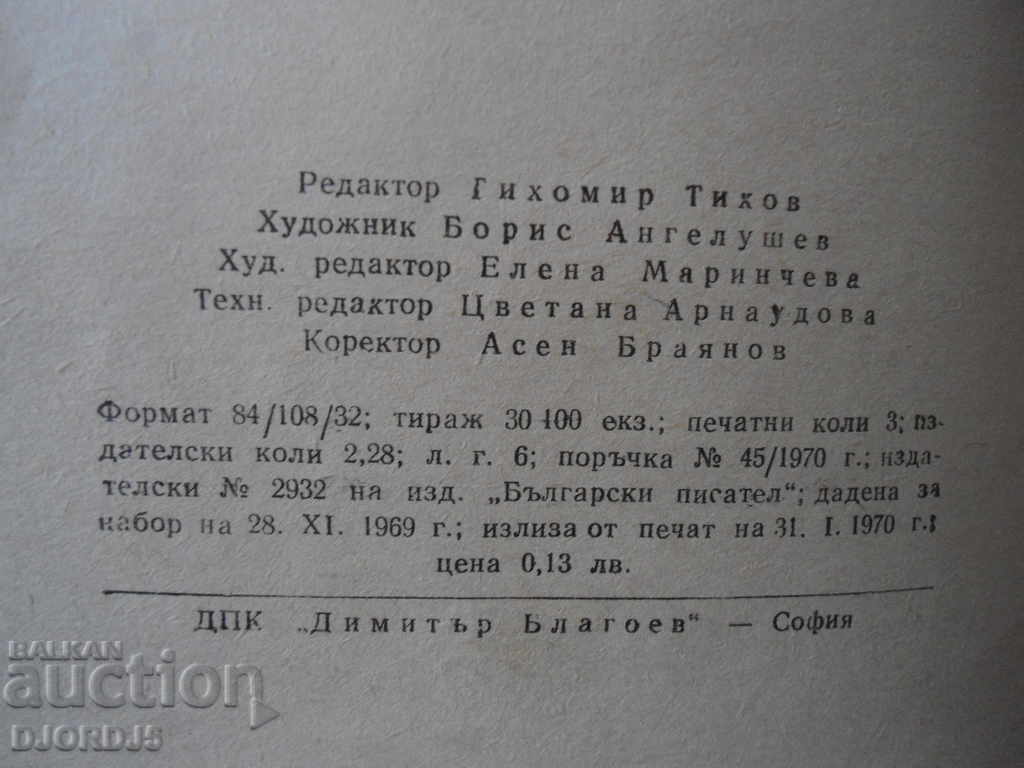 Редактор Тихомир Тихов
Художник Борис Ангелушев
Худ. редактор Елена Маринчева
Техн. редактор Цветана Арнаудова
Коректор Асен Браянов
Формат 84/108/32; тираж 30 100 екз.; печатни коли 3; из-
дателски коли 2,28; л. г. 6; поръчка № 45/1970 г.; изда-
телски № 2932 на изд. „Български писател“; дадена за
набор на 28. XI. 1969 г.; излиза от печат на 31. I. 1970 г.;
цена 0,13 лв.
ДПК „Димитър Благоев“ — София
BALKAN
auction
DJORDJ5